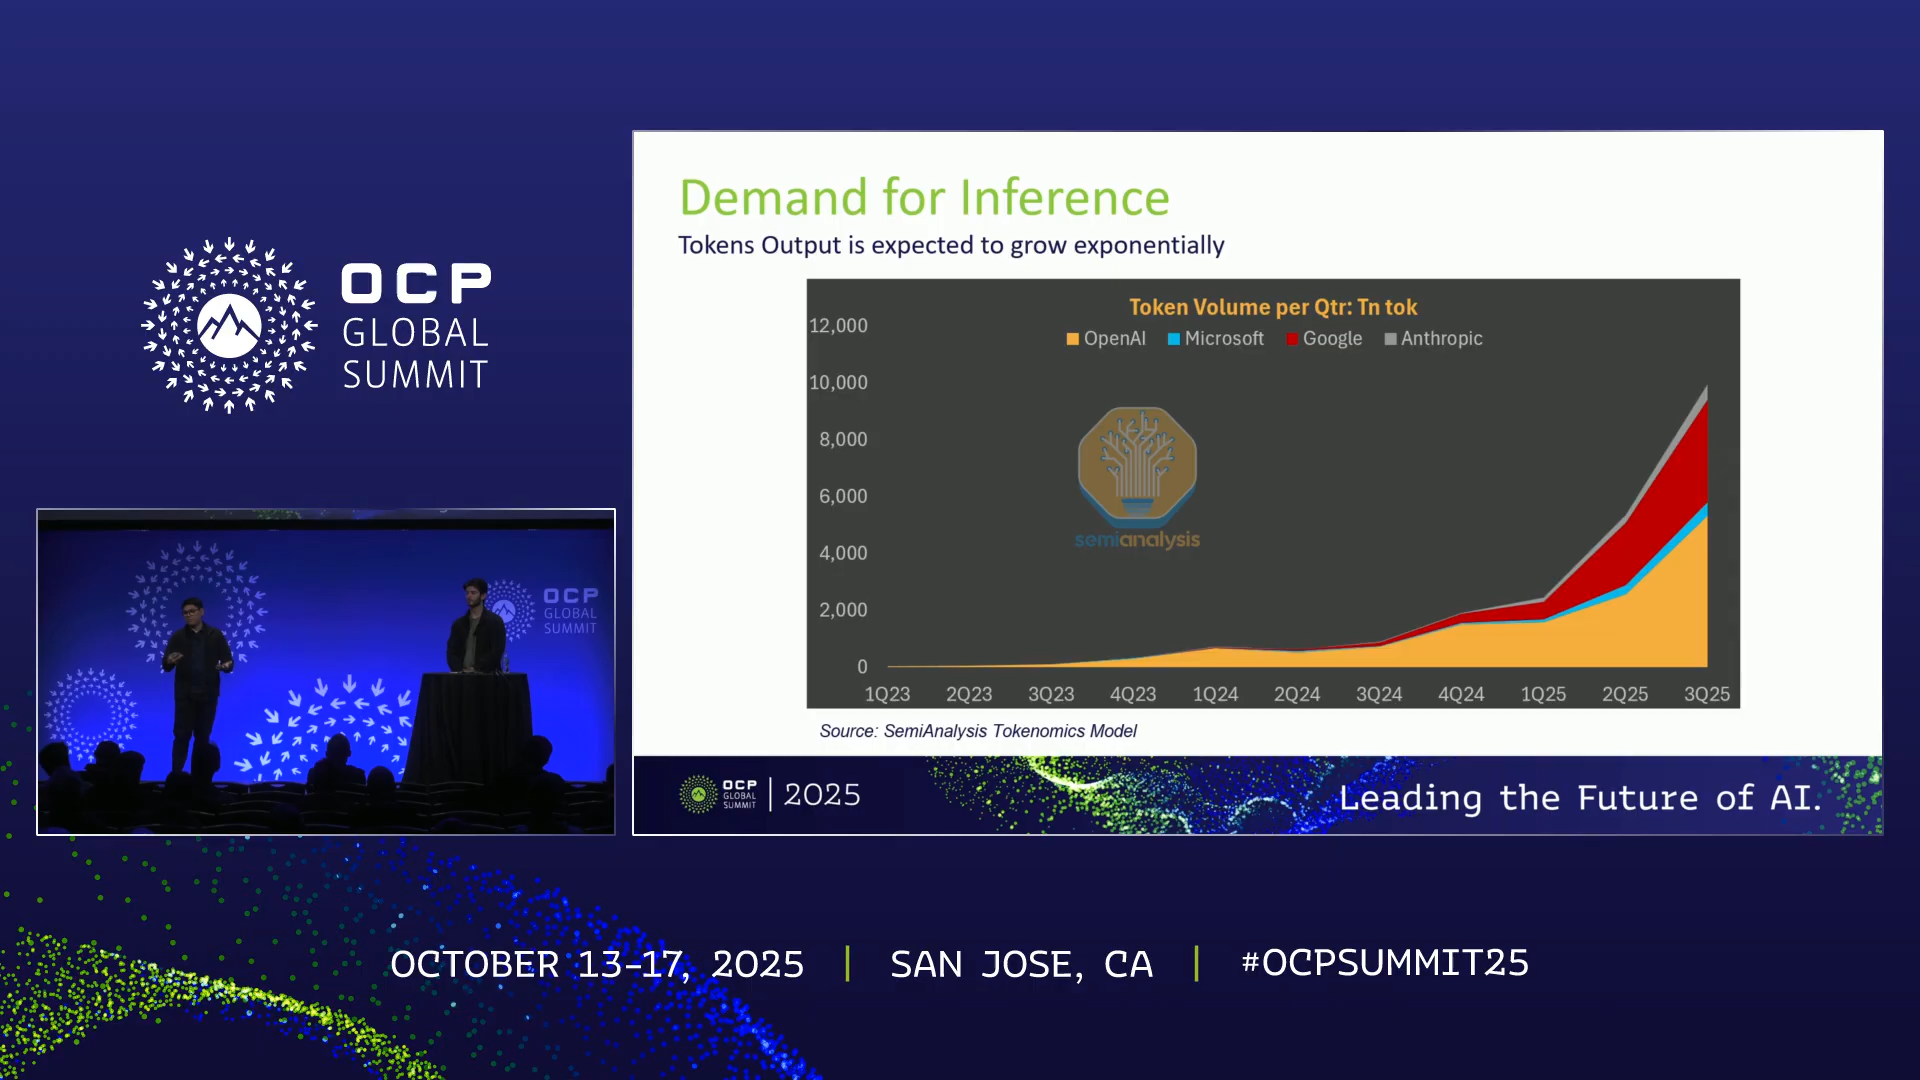 OCP
GLOBAL
SUMMIT
OCP
GLOBAL
SUMMIT
Demand for Inference
Tokens Output is expected to grow exponentially
Token Volume per Qtr: Tn tok
OpenAI Microsoft Google Anthropic
12,000
10,000
8,000
6,000
4,000
2,000
0
semianalysis
1Q23 2Q23 3Q23 4Q23 1Q24 2Q24 3Q24 4Q24 1Q25 2Q25 3Q25
Source: SemiAnalysis Tokenomics Model
OCP
GLOBAL
SUMMIT
2025
Leading the Future of AI.
OCTOBER 13-17, 2025 | SAN JOSE, CA | #OCPSUMMIT25